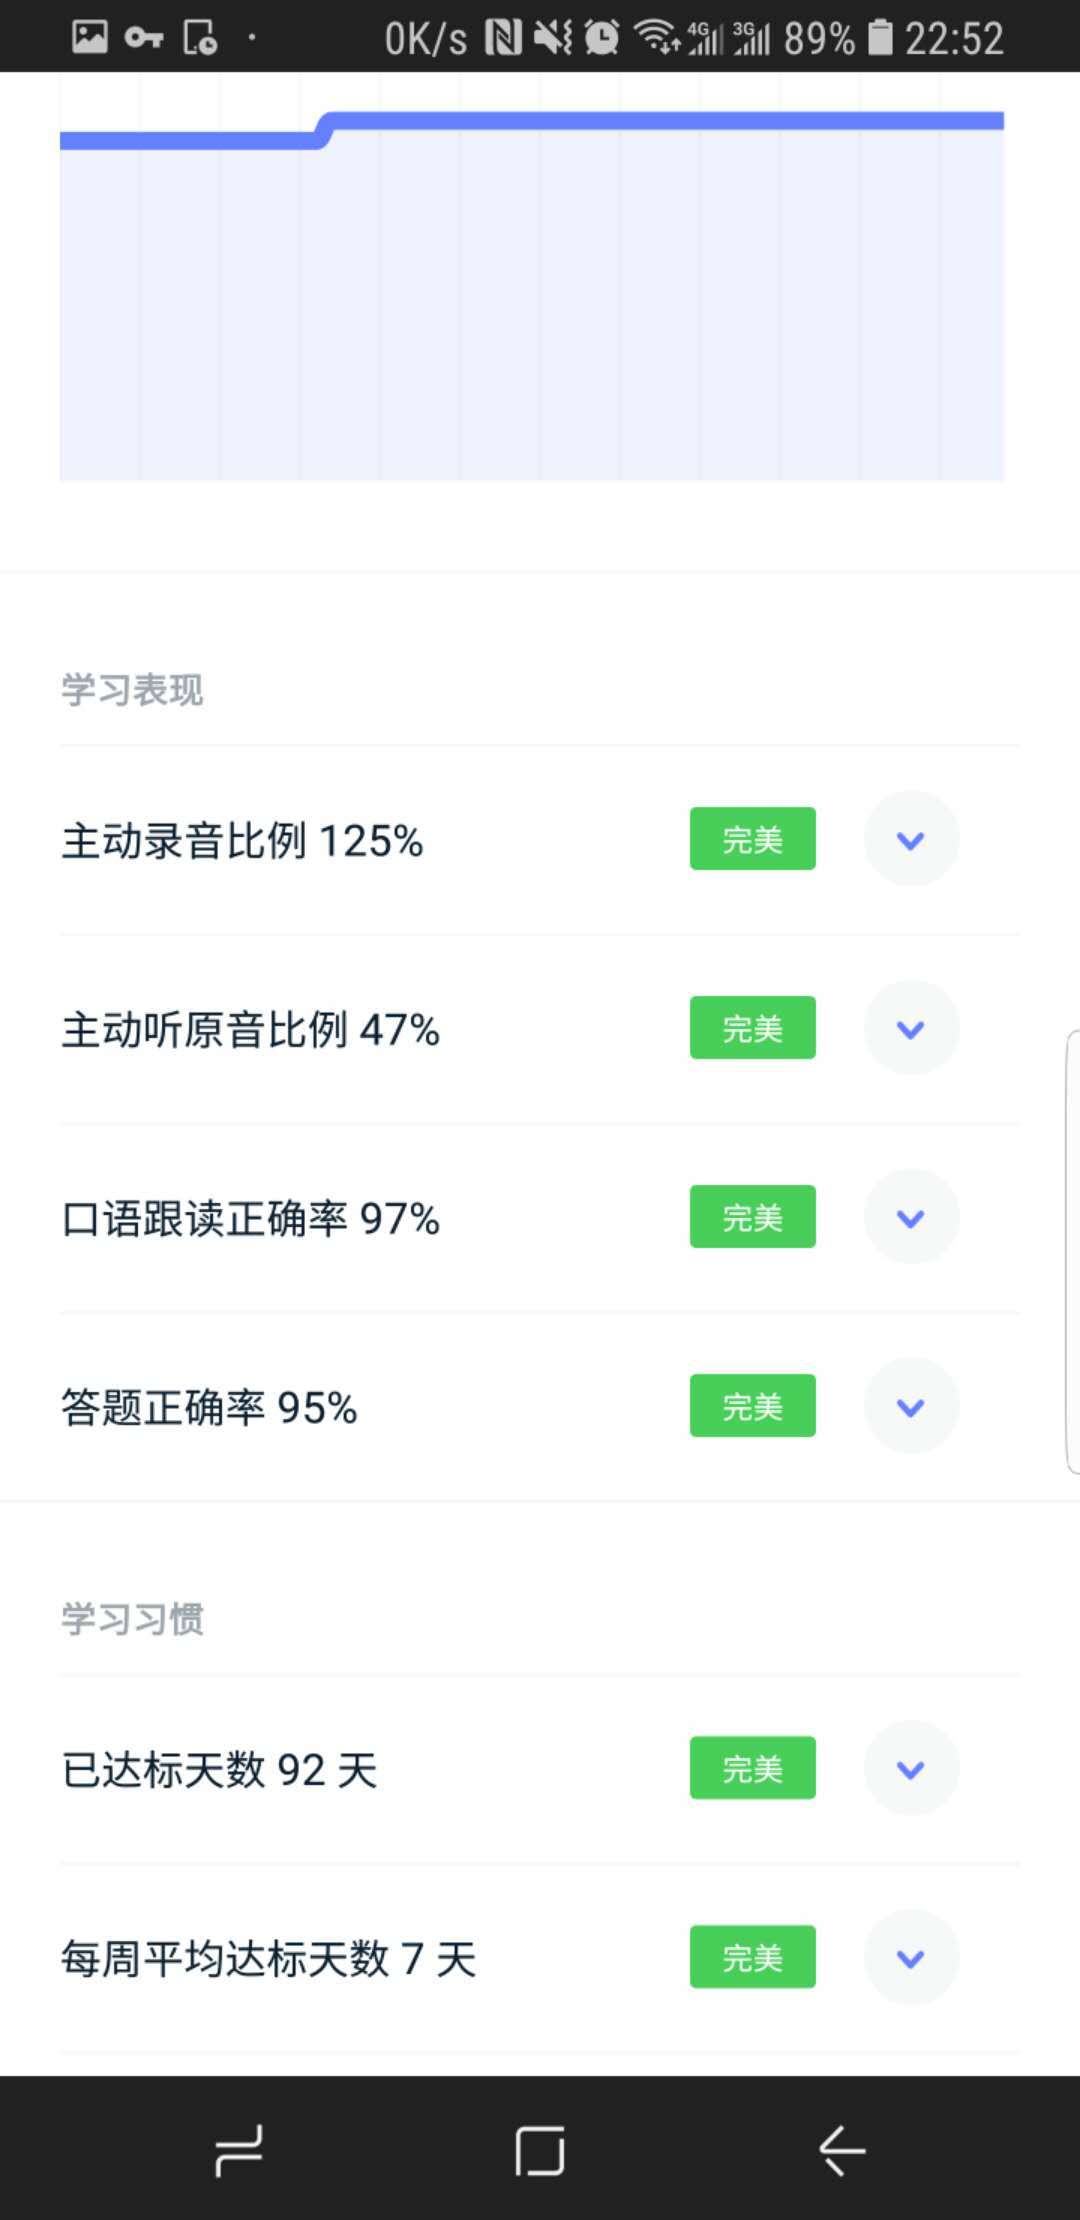 0K/s 4G 3G 89% 22:52
学习表现
主动录音比例 125% 完美
主动听原音比例 47% 完美
口语跟读正确率 97% 完美
答题正确率 95% 完美
学习习惯
已达标天数 92 天 完美
每周平均达标天数 7 天 完美